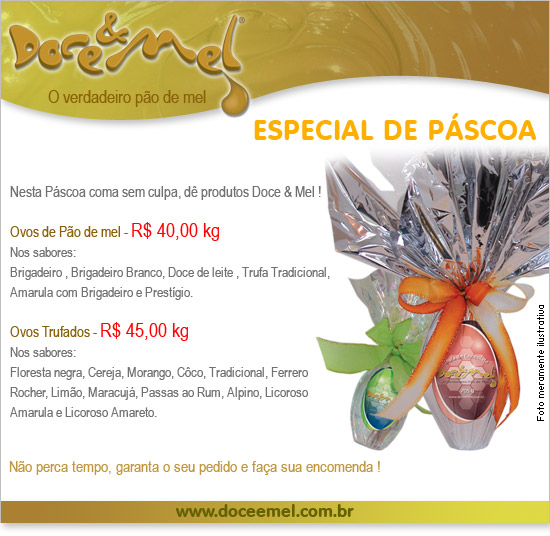 Doce & Mel®
O verdadeiro pão de mel
ESPECIAL DE PÁSCOA
Nesta Páscoa coma sem culpa, dê produtos Doce & Mel !
Ovos de Pão de mel - R$ 40,00 kg
Nos sabores:
Brigadeiro , Brigadeiro Branco, Doce de leite , Trufa Tradicional,
Amarula com Brigadeiro e Prestígio.
Ovos Trufados - R$ 45,00 kg
Nos sabores:
Floresta negra, Cereja, Morango, Côco, Tradicional, Ferrero
Rocher, Limão, Maracujá, Passas ao Rum, Alpino, Licoroso
Amarula e Licoroso Amareto.
Foto meramente ilustrativa
Doce & Mel
Não perca tempo, garanta o seu pedido e faça sua encomenda !
www.doceemel.com.br